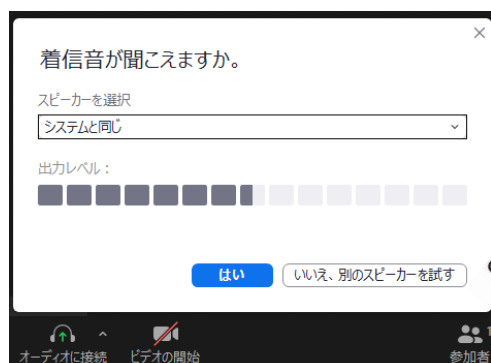 着信音が聞こえますか。
スピーカーを選択
システムと同じ
出力レベル：
はい
いいえ、別のスピーカーを試す
オーディオに接続 ビデオの開始 参加者